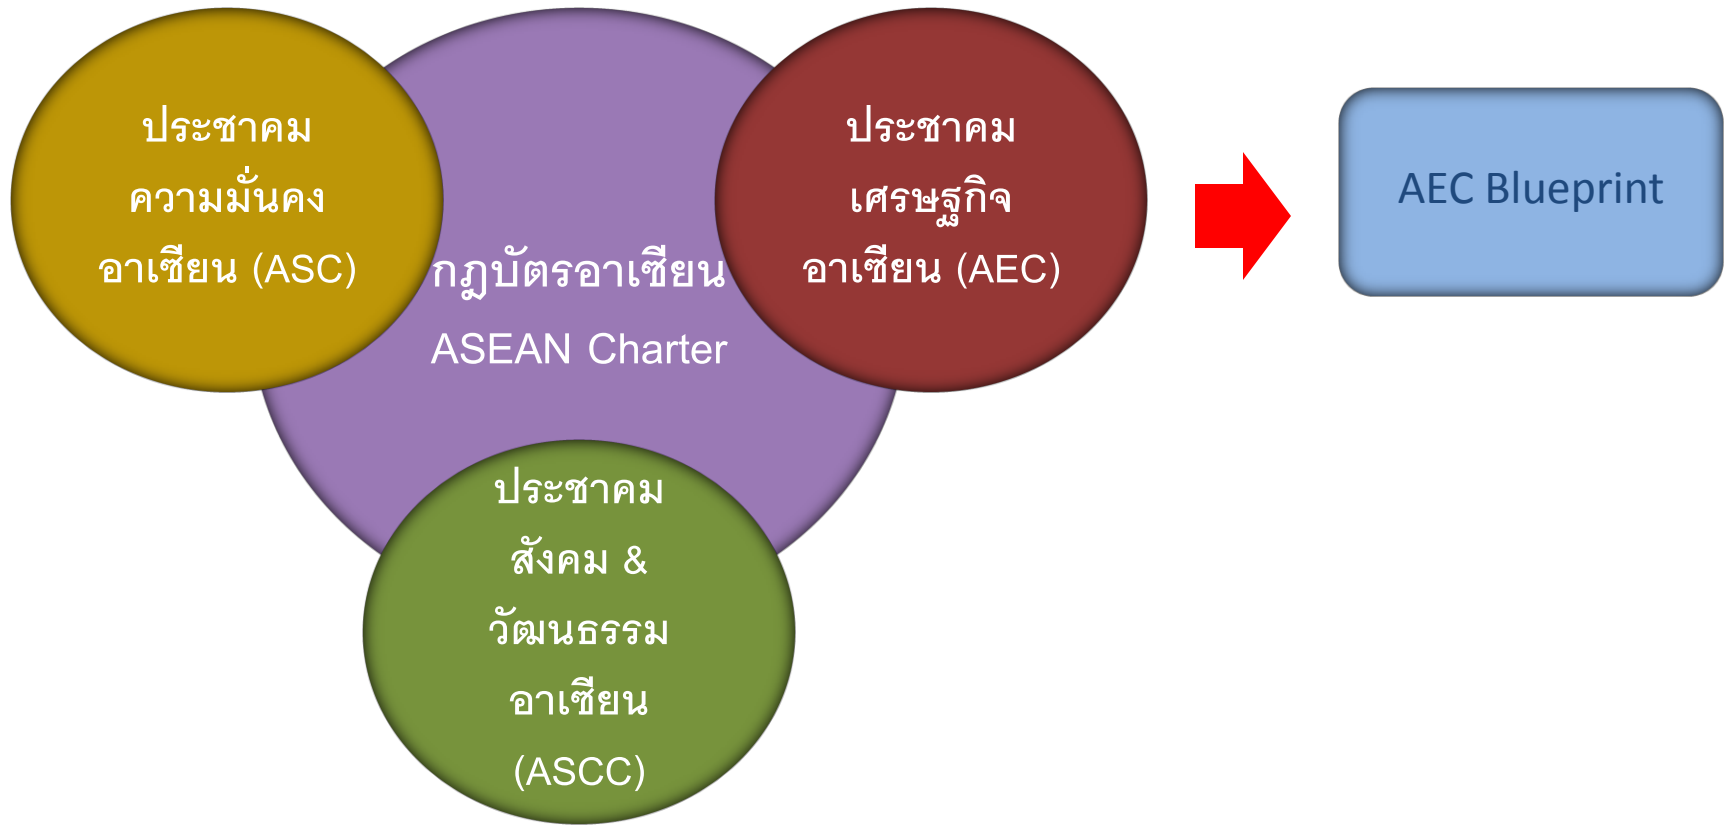 ประชาคม
ความมั่นคง
อาเซียน (ASC)
กฎบัตรอาเซียน
ASEAN Charter
ประชาคม
เศรษฐกิจ
อาเซียน (AEC)
AEC Blueprint
ประชาคม
สังคม &
วัฒนธรรม
อาเซียน
(ASCC)